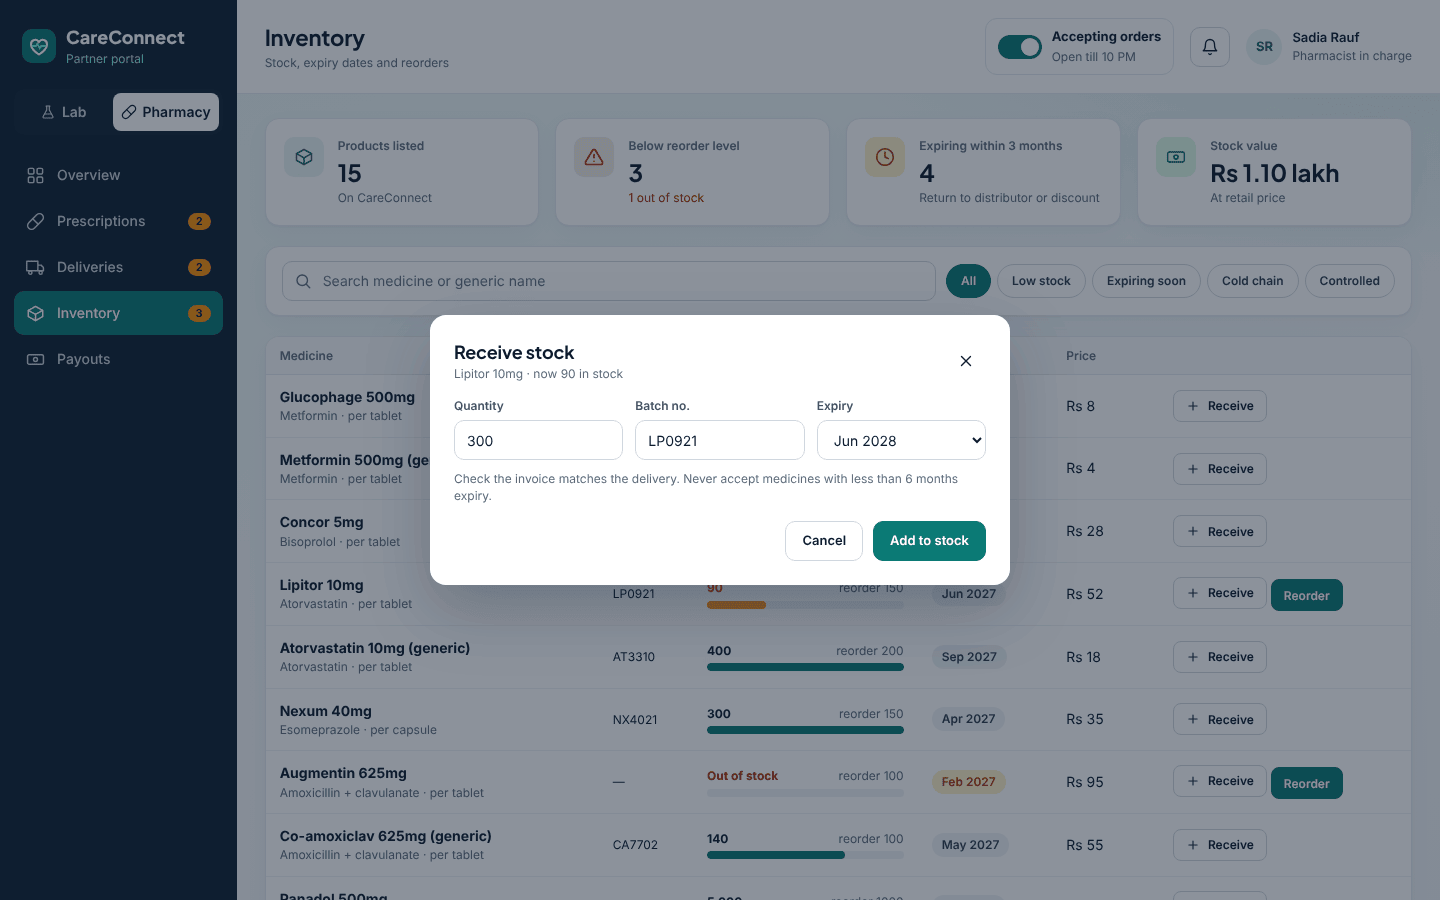 CareConnect
Partner portal
Lab
Pharmacy
Overview
Prescriptions 2
Deliveries 2
Inventory 3
Payouts
Inventory
Stock, expiry dates and reorders
Accepting orders
Open till 10 PM
SR
Sadia Rauf
Pharmacist in charge
Products listed
15
On CareConnect
Below reorder level
3
1 out of stock
Expiring within 3 months
4
Return to distributor or discount
Stock value
Rs 1.10 lakh
At retail price
Search medicine or generic name
All
Low stock
Expiring soon
Cold chain
Controlled
Medicine
Price
Glucophage 500mg
Metformin · per tablet
Rs 8
+ Receive
Metformin 500mg (ge
Metformin · per tablet
Rs 4
+ Receive
Concor 5mg
Bisoprolol · per tablet
Rs 28
+ Receive
Receive stock
Lipitor 10mg · now 90 in stock
Quantity
Batch no.
Expiry
300
LP0921
Jun 2028
Check the invoice matches the delivery. Never accept medicines with less than 6 months
expiry.
Cancel
Add to stock
Lipitor 10mg
Atorvastatin · per tablet
LP0921
90
reorder 150
Jun 2027
Rs 52
+ Receive
Reorder
Atorvastatin 10mg (generic)
Atorvastatin · per tablet
AT3310
400
reorder 200
Sep 2027
Rs 18
+ Receive
Nexum 40mg
Esomeprazole · per capsule
NX4021
300
reorder 150
Apr 2027
Rs 35
+ Receive
Augmentin 625mg
Amoxicillin + clavulanate · per tablet
—
Out of stock
reorder 100
Feb 2027
Rs 95
+ Receive
Reorder
Co-amoxiclav 625mg (generic)
Amoxicillin + clavulanate · per tablet
CA7702
140
reorder 100
May 2027
Rs 55
+ Receive
Panadol 500mg